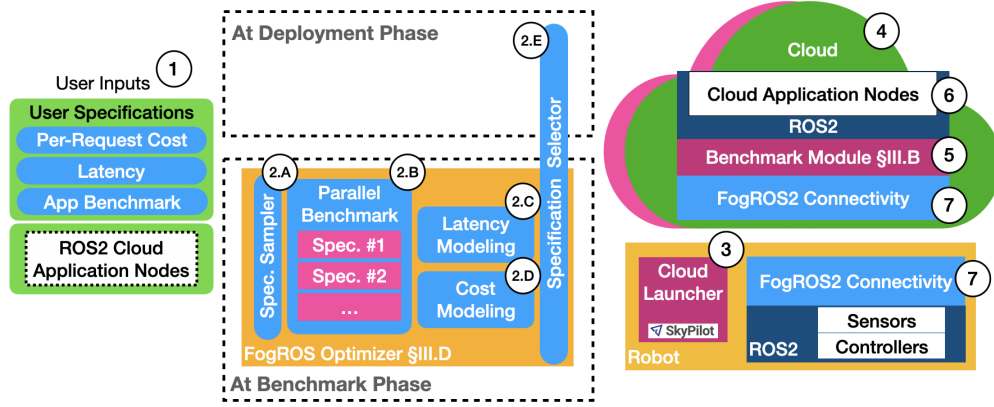 User Inputs
1
User Specifications
Per-Request Cost
Latency
App Benchmark
ROS2 Cloud
Application Nodes
At Deployment Phase
2.E
Specification Selector
2.A
2.B
Spec. Sampler
Parallel
Benchmark
Spec. #1
Spec. #2
...
2.C
Latency
Modeling
2.D
Cost
Modeling
FogROS Optimizer §III.D
At Benchmark Phase
4
Cloud
Cloud Application Nodes
6
ROS2
Benchmark Module §III.B
5
FogROS2 Connectivity
7
3
Cloud
Launcher
SkyPilot
Robot
FogROS2 Connectivity
7
ROS2
Sensors
Controllers